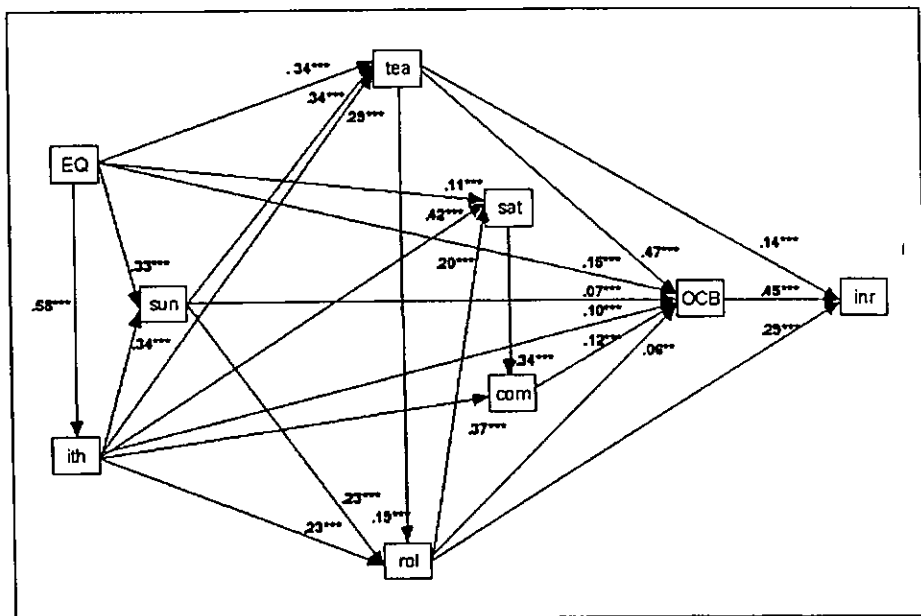 tea
.34***
.34***
.29***
EQ
.11***
sat
.42***
.33***
.20***
.15***
.47***
.14***
sun
.07***
OCB
.45***
inr
.58***
.10***
.34***
.12***
.06**
.29***
.34***
com
.37***
ith
.23***
.23***
.15***
rol